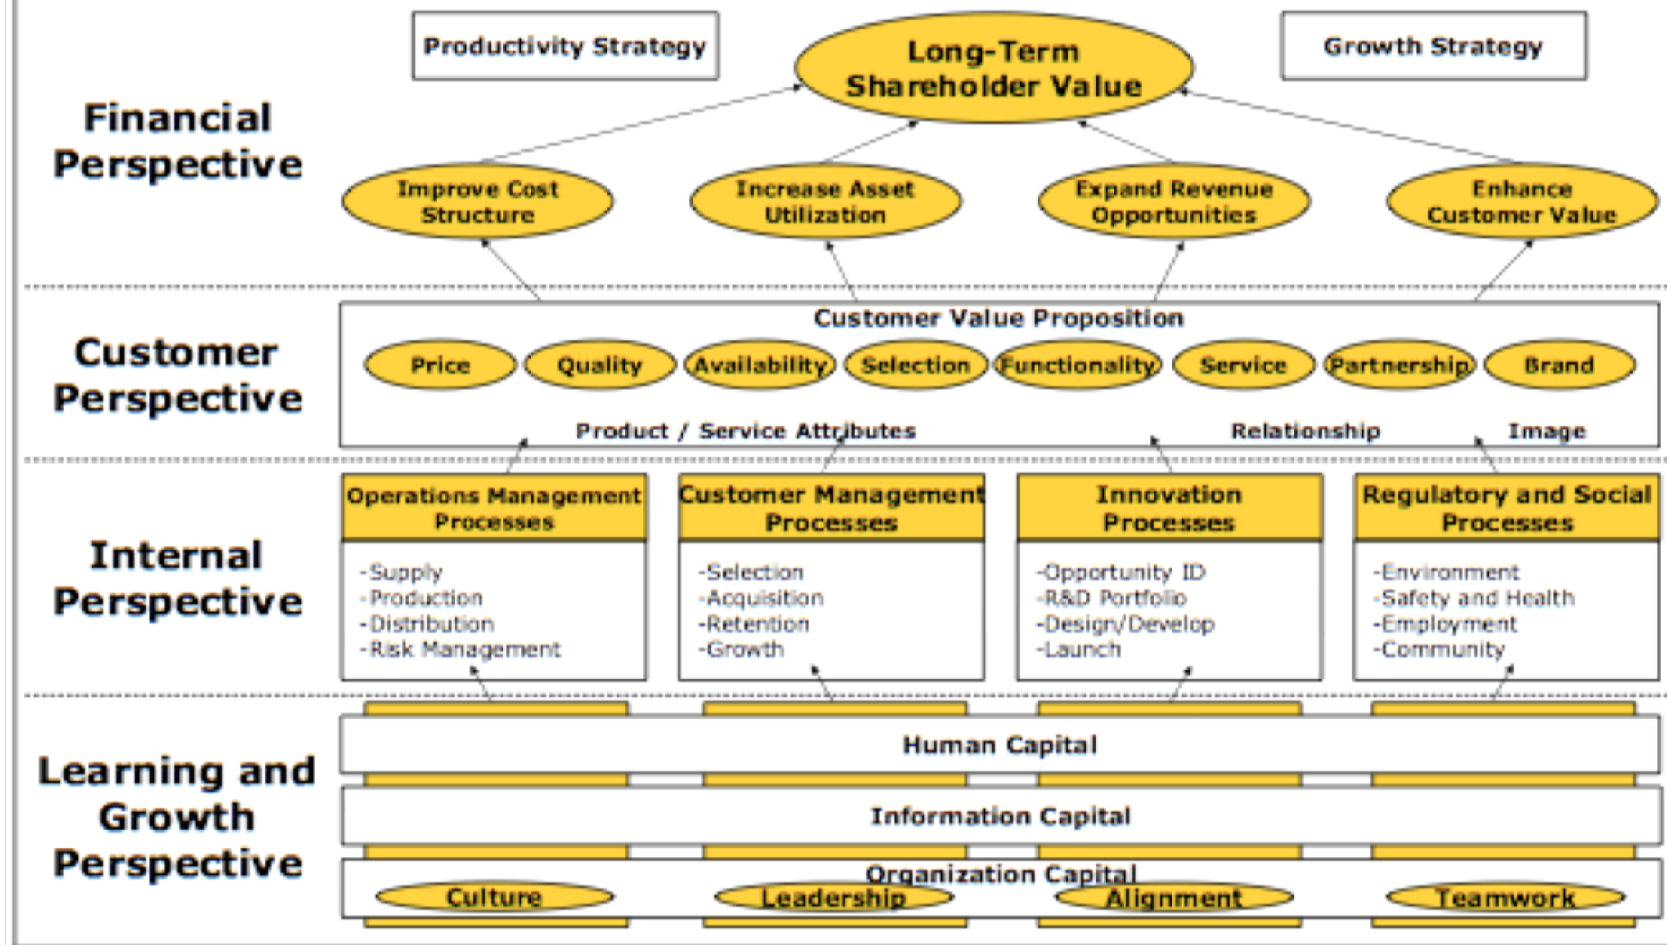 Productivity Strategy
Long-Term
Shareholder Value
Growth Strategy
Financial
Perspective
Improve Cost
Structure
Increase Asset
Utilization
Expand Revenue
Opportunities
Enhance
Customer Value
Customer
Perspective
Customer Value Proposition
Price
Quality
Availability
Selection
Functionality
Service
Partnership
Brand
Product / Service Attributes
Relationship
Image
Internal
Perspective
Operations Management
Processes
-Supply
-Production
-Distribution
-Risk Management
Customer Management
Processes
-Selection
-Acquisition
-Retention
-Growth
Innovation
Processes
-Opportunity ID
-R&D Portfolio
-Design/Develop
-Launch
Regulatory and Social
Processes
-Environment
-Safety and Health
-Employment
-Community
Learning and
Growth
Perspective
Human Capital
Information Capital
Organization Capital
Culture
Leadership
Alignment
Teamwork